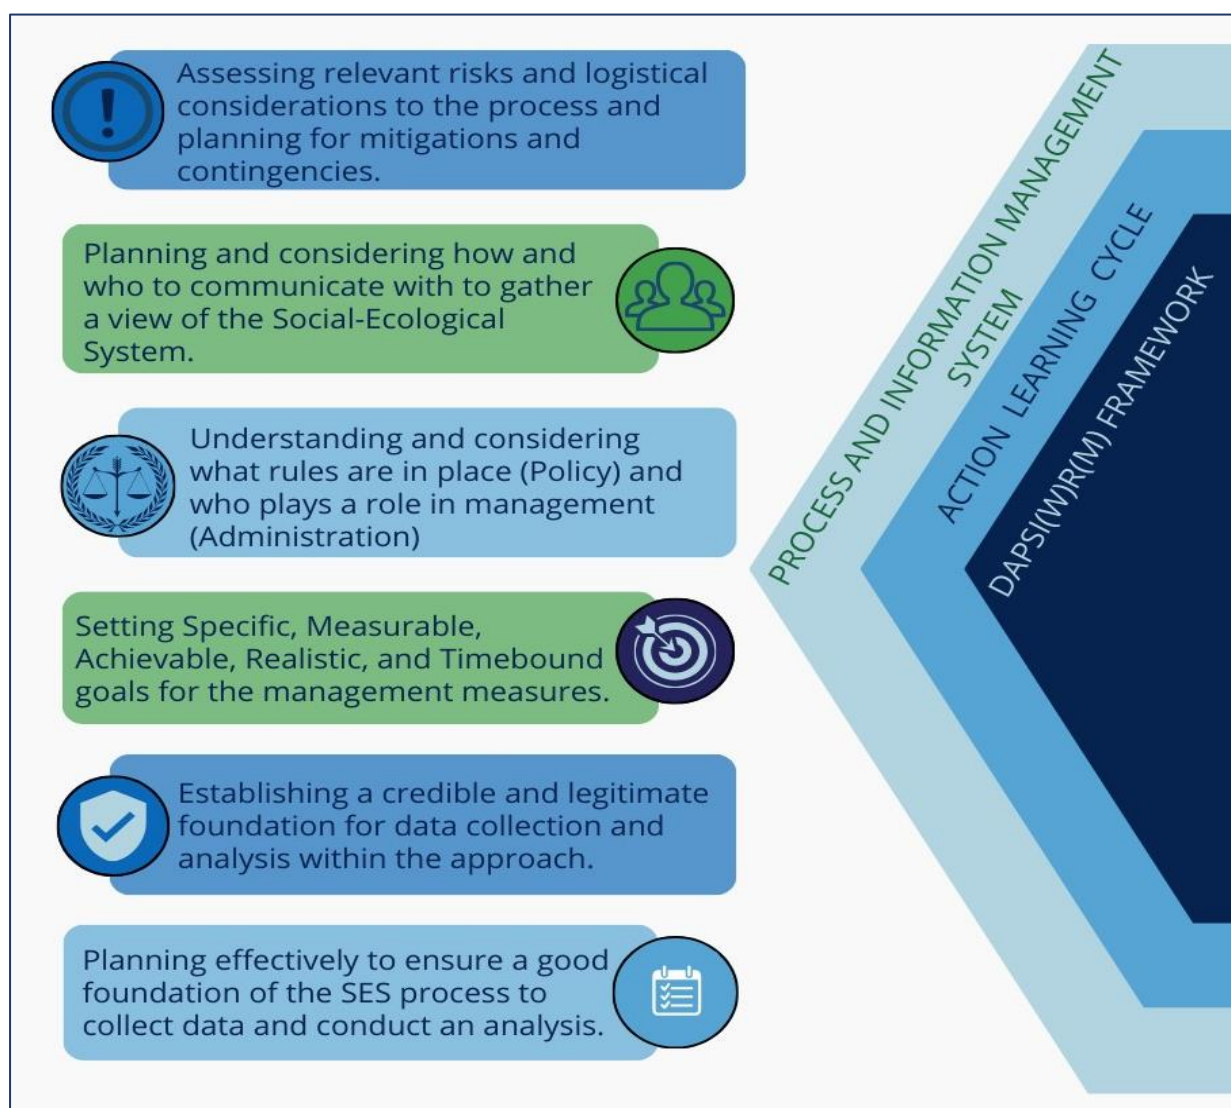 Assessing relevant risks and logistical
considerations to the process and
planning for mitigations and
contingencies.
Planning and considering how and
who to communicate with to gather
a view of the Social-Ecological
System.
Understanding and considering
what rules are in place (Policy) and
who plays a role in management
(Administration)
Setting Specific, Measurable,
Achievable, Realistic, and Timebound
goals for the management measures.
Establishing a credible and legitimate
foundation for data collection and
analysis within the approach.
Planning effectively to ensure a good
foundation of the SES process to
collect data and conduct an analysis.
PROCESS AND INFORMATION MANAGEMENT
SYSTEM
ACTION LEARNING CYCLE
DAPSI(W)R(M) FRAMEWORK